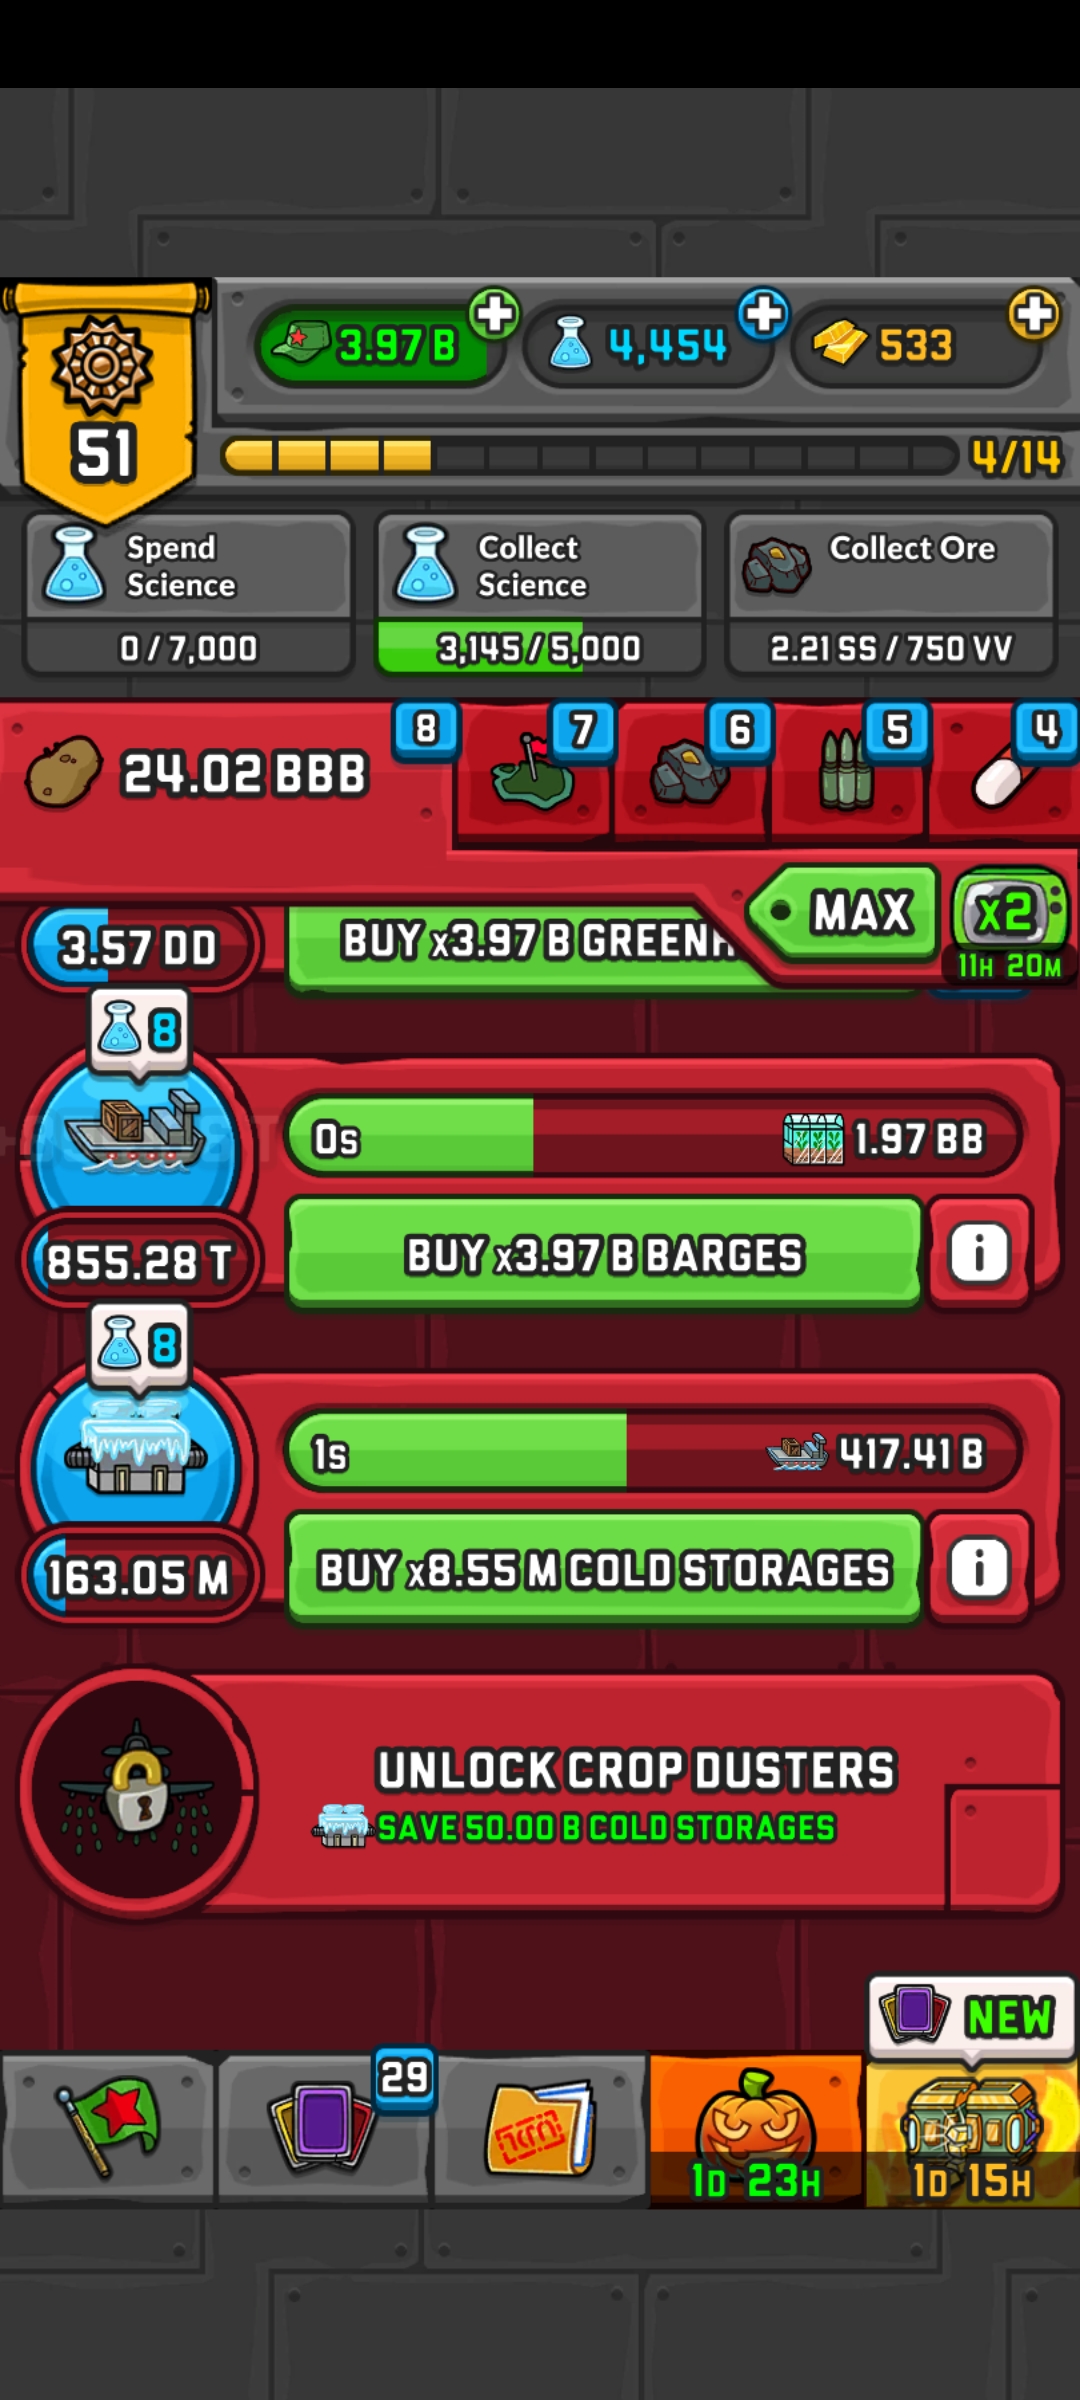 3.97 B
4,454
533
51
4/14
Spend
Science
0 / 7,000
Collect
Science
3,145 / 5,000
Collect Ore
2.21 SS / 750 VV
24.02 BBB
8
7
6
5
4
MAX
x2
11H 20M
3.57 DD
BUY x3.97 B GREENH
8
0s
1.97 BB
855.28 T
BUY x3.97 B BARGES
i
8
1s
417.41 B
163.05 M
BUY x8.55 M COLD STORAGES
i
UNLOCK CROP DUSTERS
SAVE 50.00 B COLD STORAGES
NEW
29
1D 23H
1D 15H